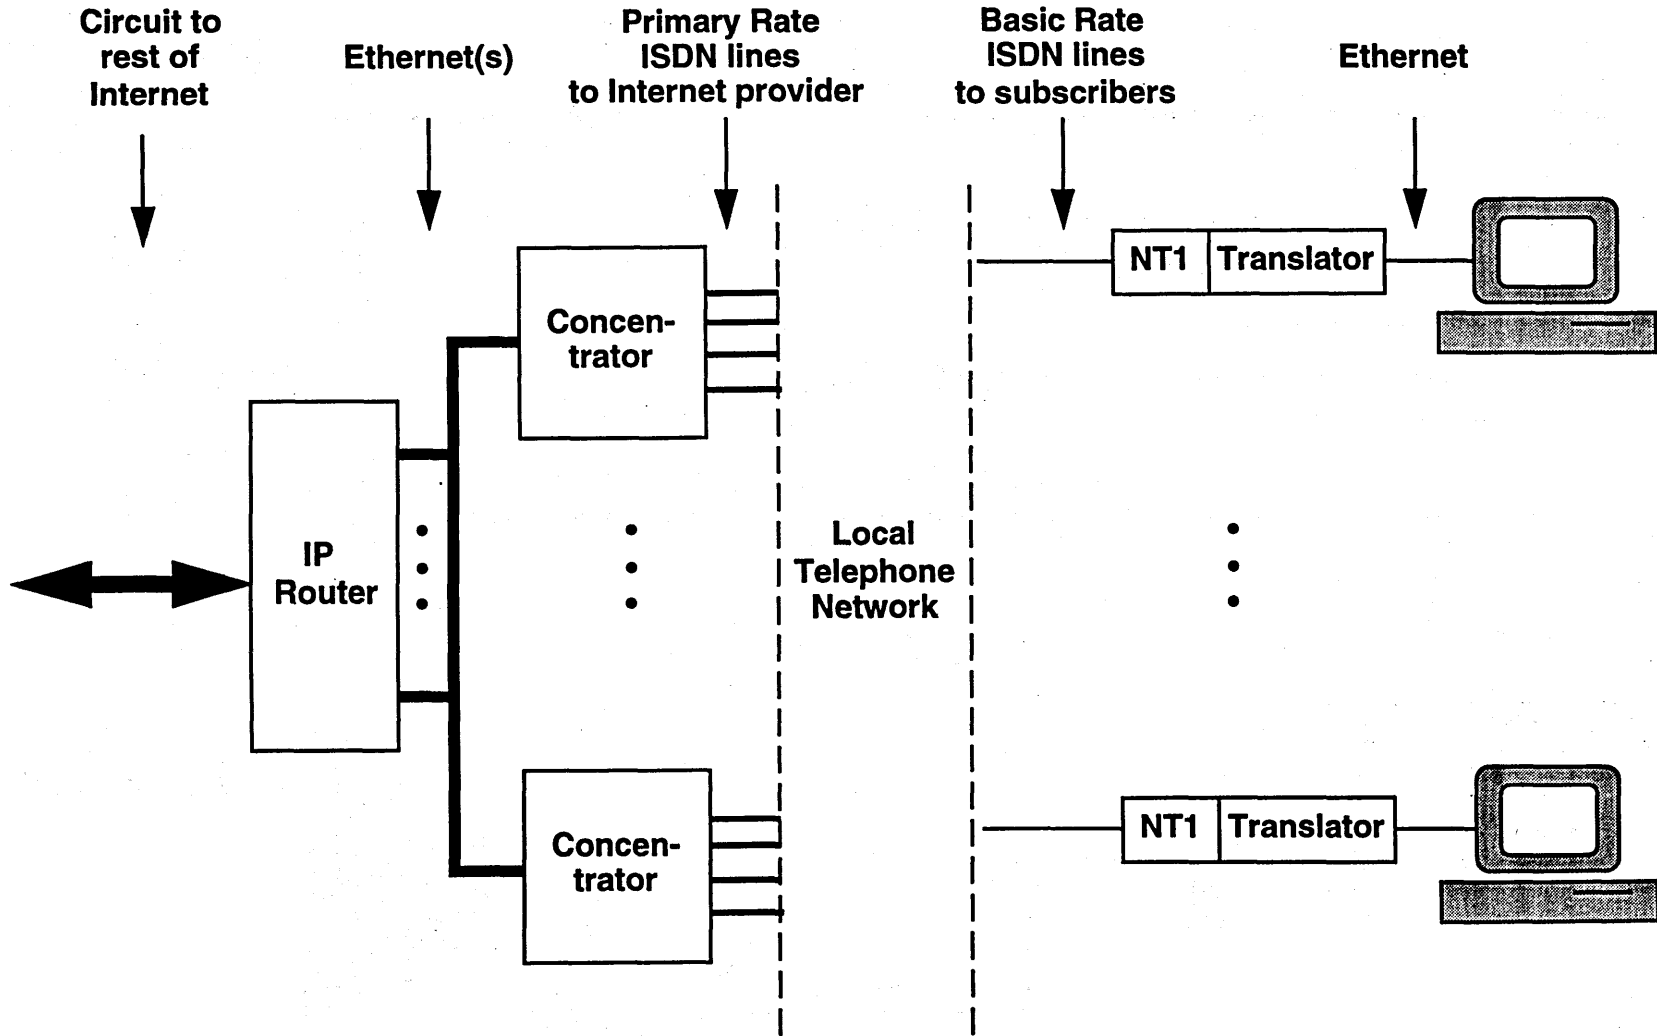 Circuit to
rest of
Internet
Ethernet(s)
Primary Rate
ISDN lines
to Internet provider
Basic Rate
ISDN lines
to subscribers
Ethernet
NT1
Translator
Concen-
trator
IP
Router
Local
Telephone
Network
NT1
Translator
Concen-
trator